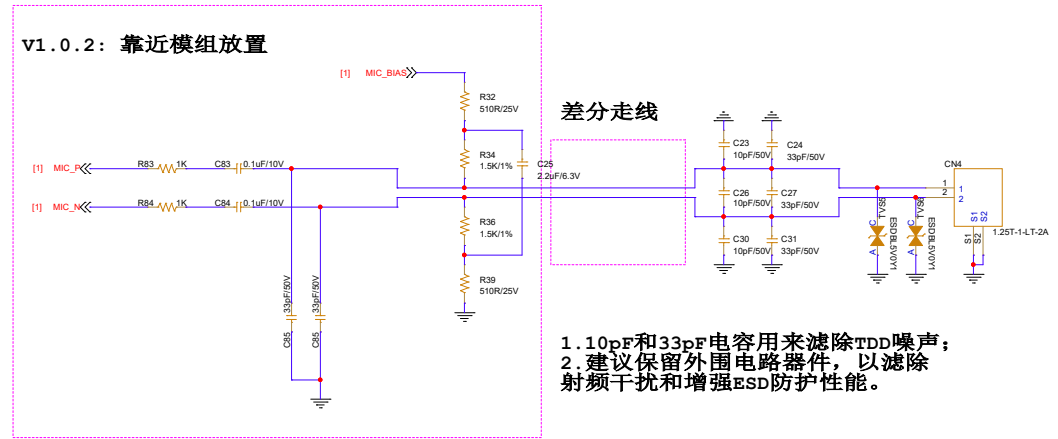 V1.0.2: 靠近模组放置
[1] MIC_BIAS
R32
510R/25V
差分走线
C23
10pF/50V
C24
33pF/50V
R83 1K C83 0.1uF/10V
[1] MIC_P
R34
1.5K/1%
C25
2.2uF/6.3V
CN4
1
2
1
2
S1
S2
S1
S2
1.25T-1-LT-2A
C26
10pF/50V
C27
33pF/50V
R84 1K C84 0.1uF/10V
[1] MIC_N
R36
1.5K/1%
C30
10pF/50V
C31
33pF/50V
TVS5
ESDBL5V0Y1
C
A
TVS6
ESDBL5V0Y1
C
A
R39
510R/25V
33pF/50V
C85
33pF/50V
C85
1.10pF和33pF电容用来滤除TDD噪声；
2.建议保留外围电路器件，以滤除
射频干扰和增强ESD防护性能。